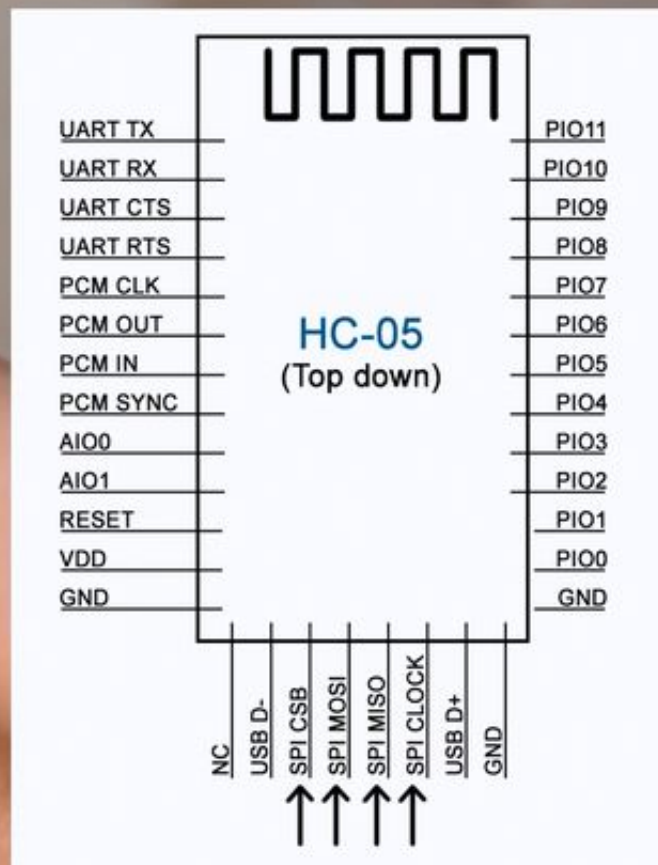 UART TX
UART RX
UART CTS
UART RTS
PCM CLK
PCM OUT
PCM IN
PCM SYNC
AIO0
AIO1
RESET
VDD
GND
HC-05
(Top down)
PIO11
PIO10
PIO9
PIO8
PIO7
PIO6
PIO5
PIO4
PIO3
PIO2
PIO1
PIO0
GND
NC
USB D-
SPI CSB
SPI MOSI
SPI MISO
SPI CLOCK
USB D+
GND